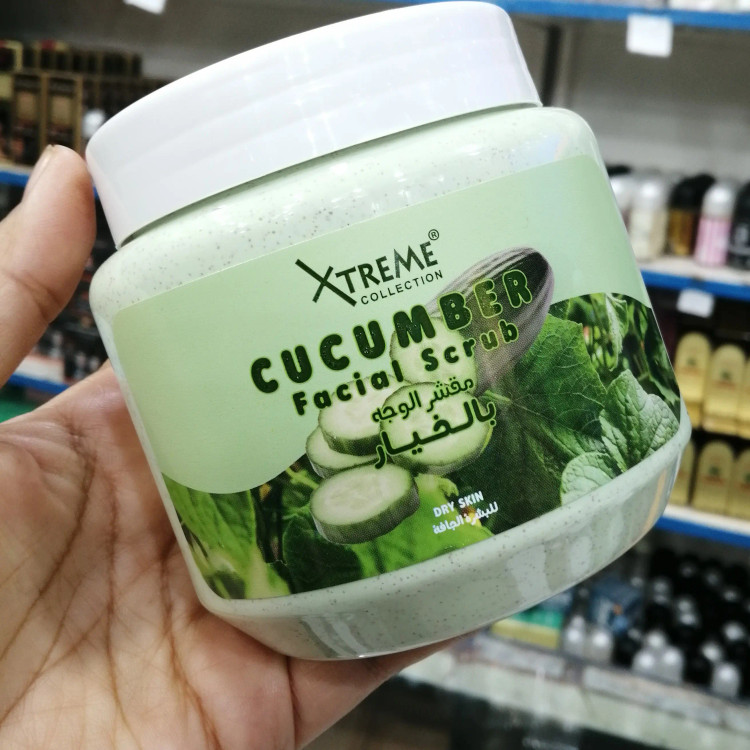 XTREME®
COLLECTION
CUCUMBER
Facial Scrub
مقشر الوجه
بالخيار
DRY SKIN
للبشرة الجافة